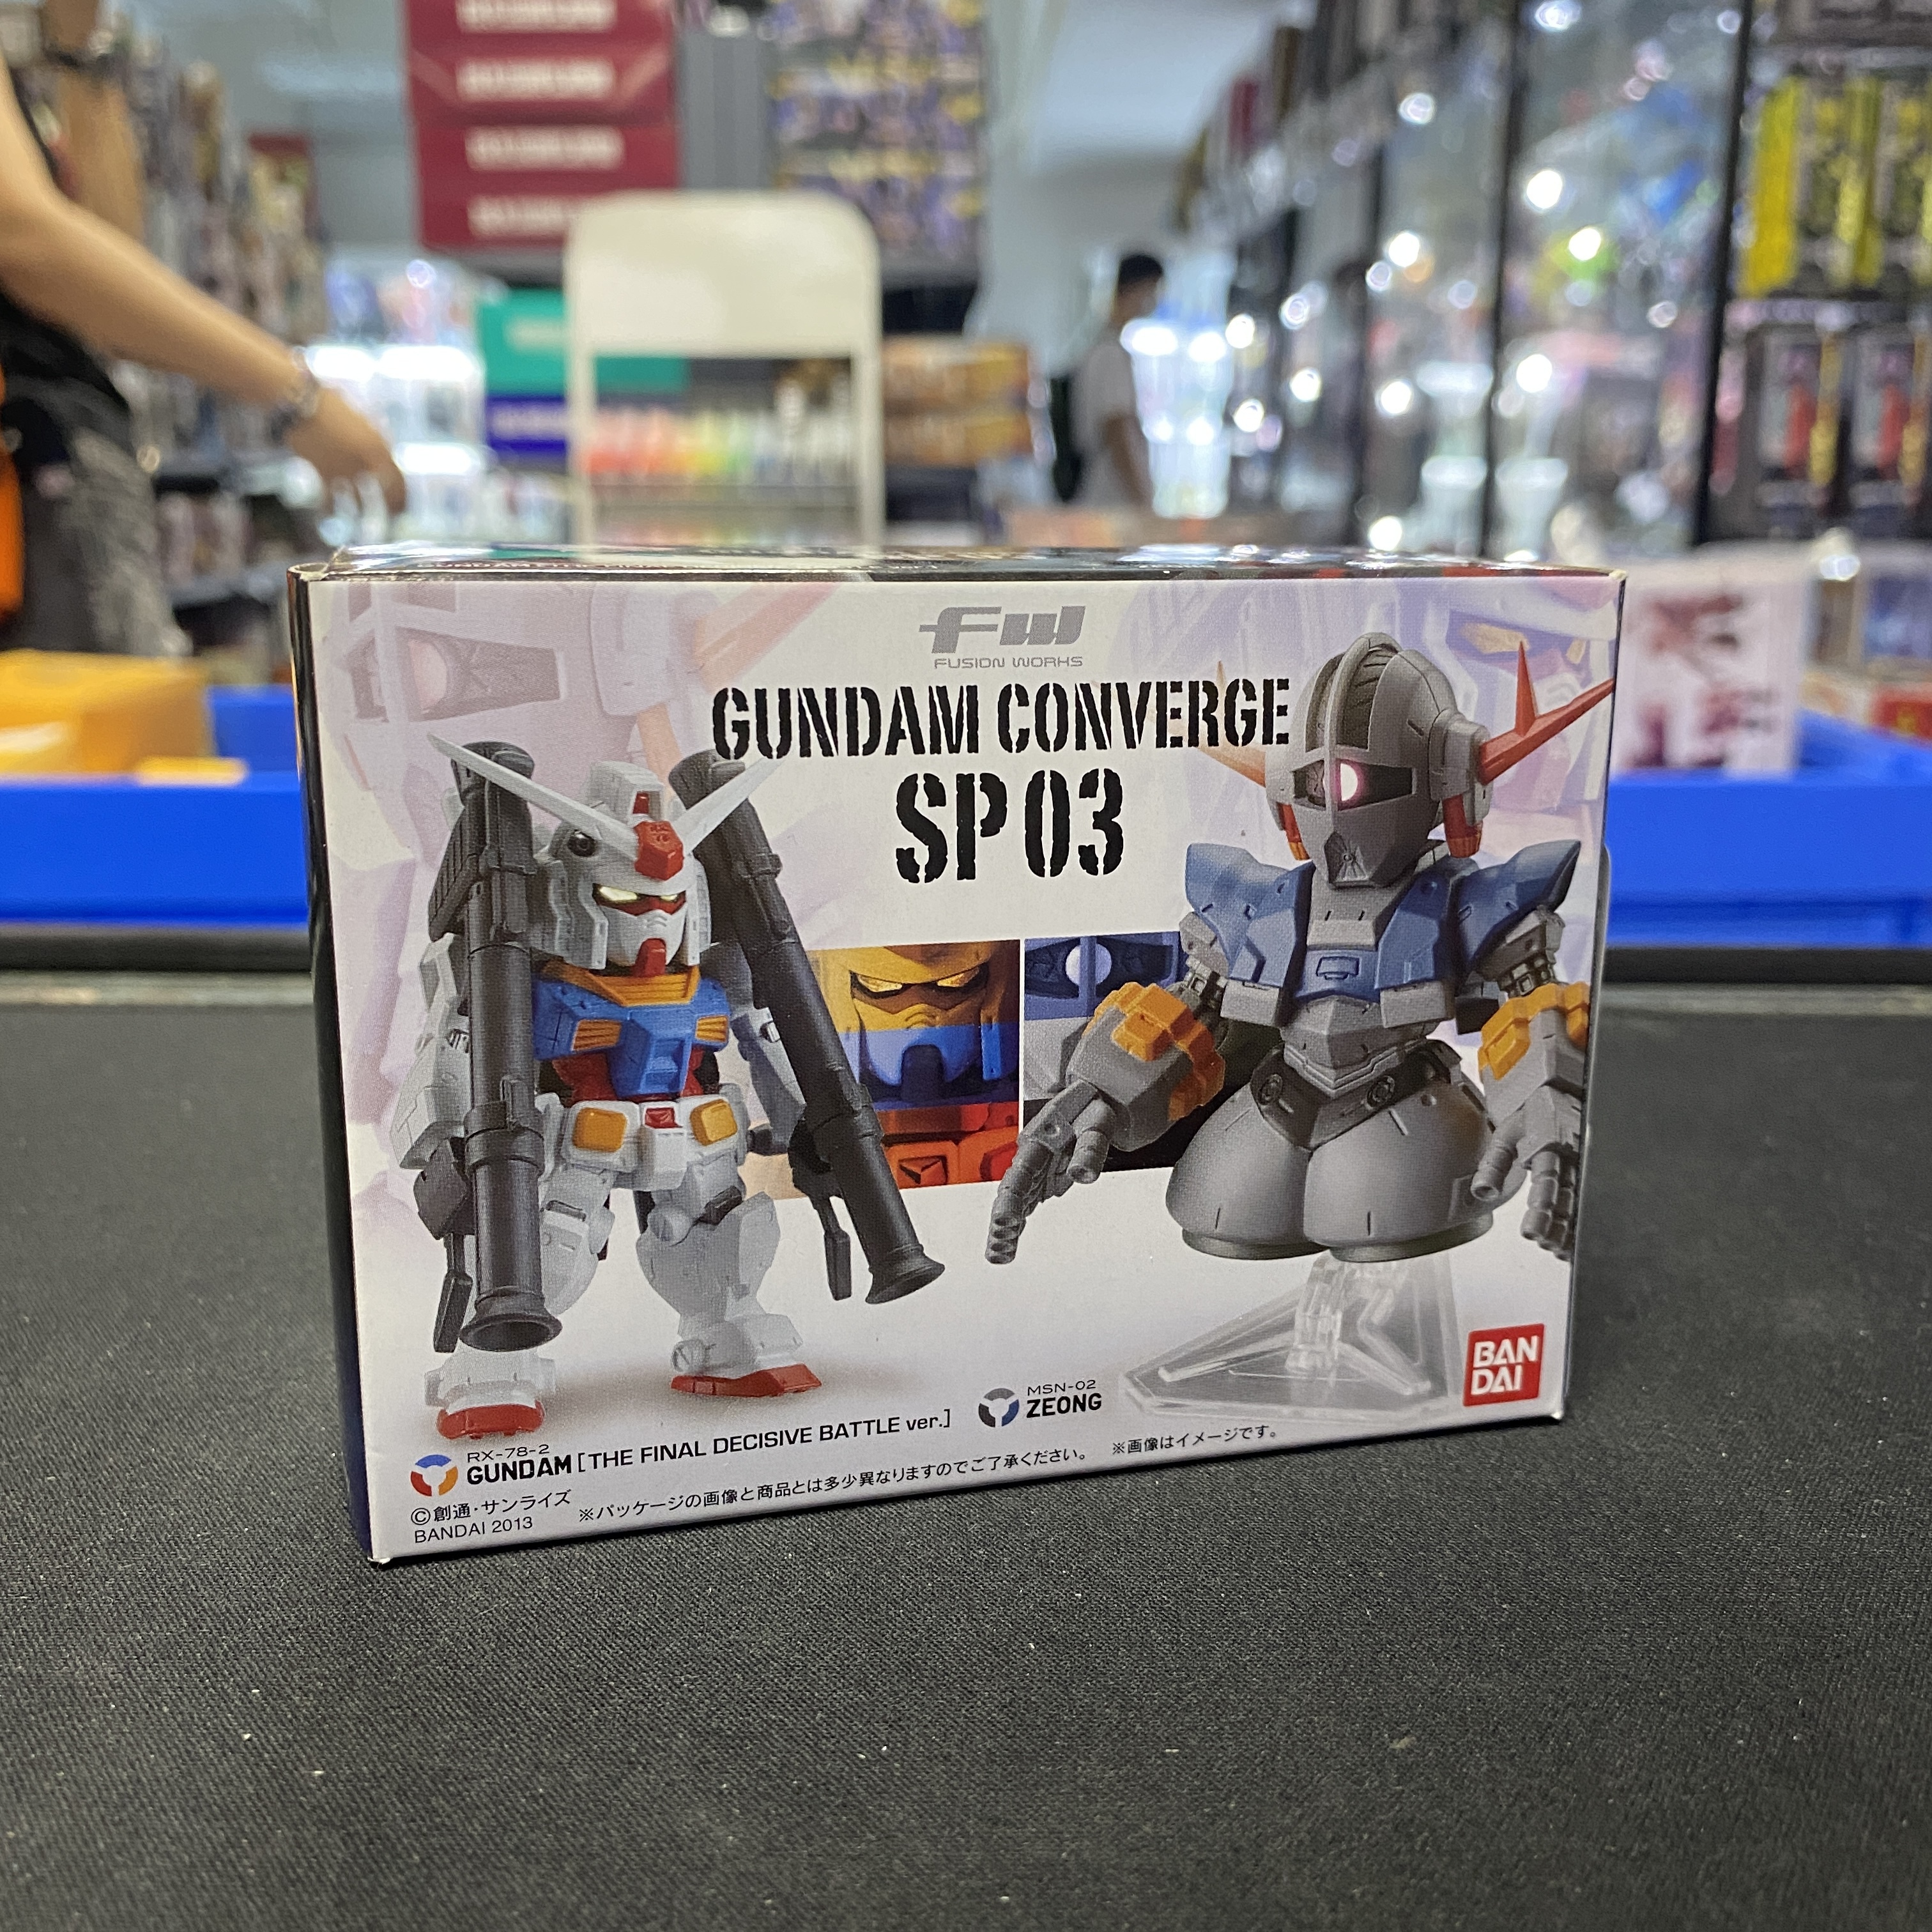 FW
FUSION WORKS
GUNDAM CONVERGE
SP 03
RX-78-2
GUNDAM [THE FINAL DECISIVE BATTLE ver.]
MSN-02
ZEONG
BAN
DAI
©創通・サンライズ
BANDAI 2013
※パッケージの画像と商品とは多少異なりますのでご了承ください。 ※画像はイメージです。